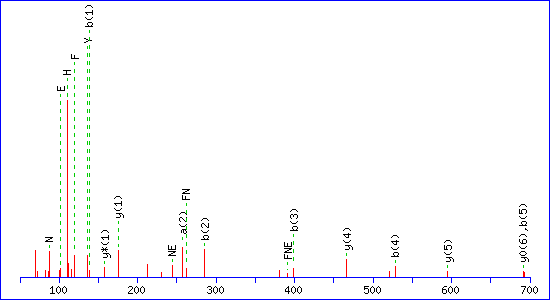 N
E
H
F
Y
b(1)
y*(1)
y(1)
NE
a(2)
FN
b(2)
FNE
b(3)
y(4)
b(4)
y(5)
y0(6),b(5)
100 200 300 400 500 600 700